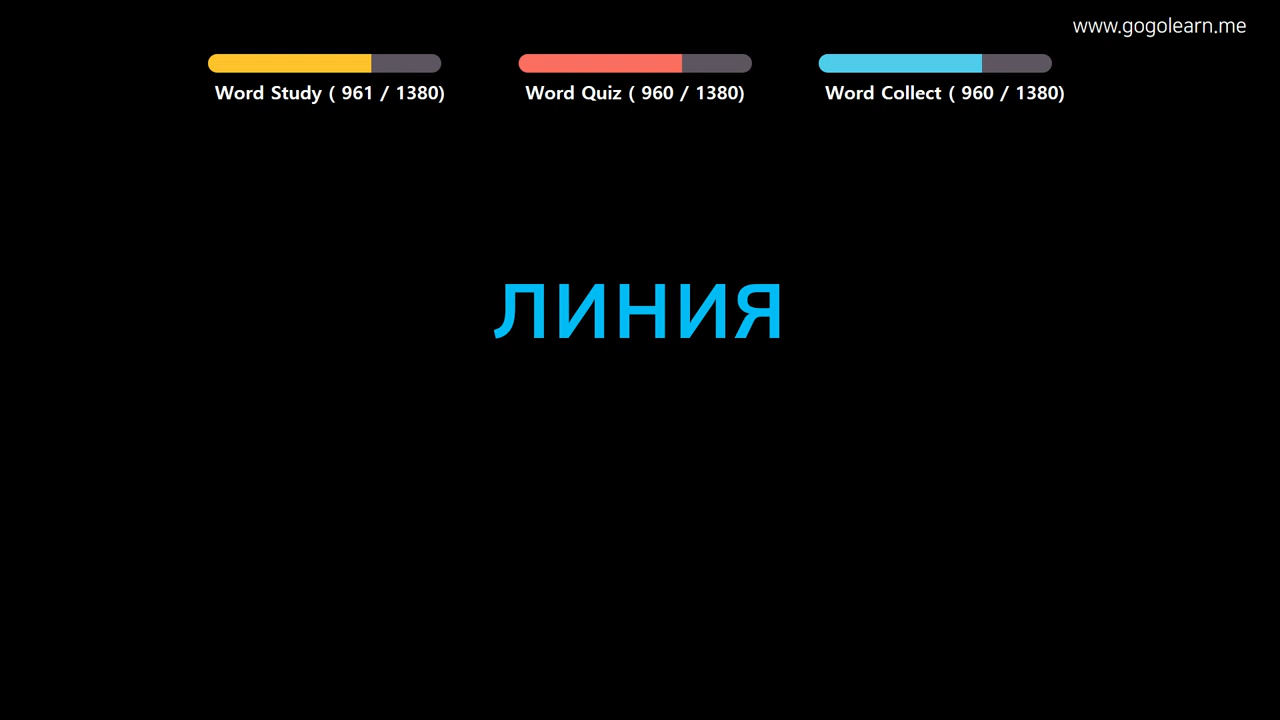 www.gogolearn.me
Word Study ( 961 / 1380)
Word Quiz ( 960 / 1380)
Word Collect ( 960 / 1380)
линия